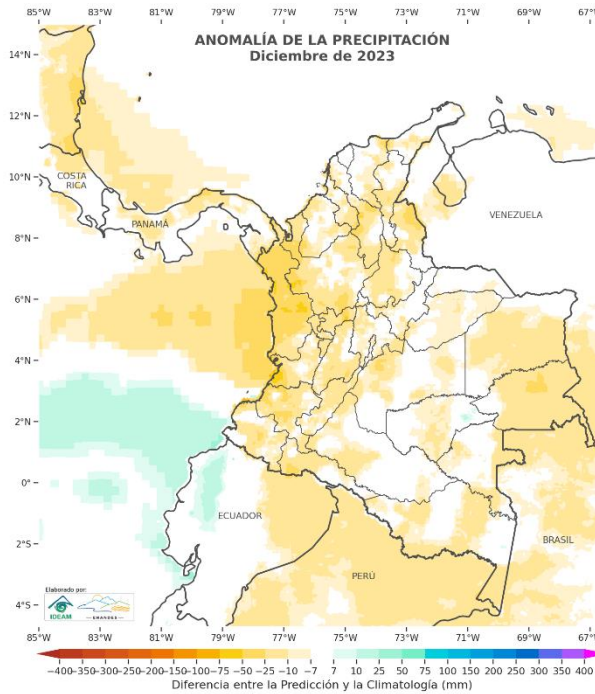 85°W 83°W 81°W 79°W 77°W 75°W 73°W 71°W 69°W 67°W
ANOMALÍA DE LA PRECIPITACIÓN
Diciembre de 2023
14°N
12°N
10°N
8°N
6°N
4°N
2°N
0°
2°S
4°S
COSTA
RICA
PANAMÁ
VENEZUELA
ECUADOR
PERÚ
BRASIL
Elaborado por:
IDEAM
85°W 83°W 81°W 79°W 77°W 75°W 73°W 71°W 69°W 67°W
−400 −350 −300 −250 −200 −150 −100 −75 −50 −25 −10 −7 7 10 25 50 75 100 150 200 250 300 350 400
Diferencia entre la Predicción y la Climatología (mm)